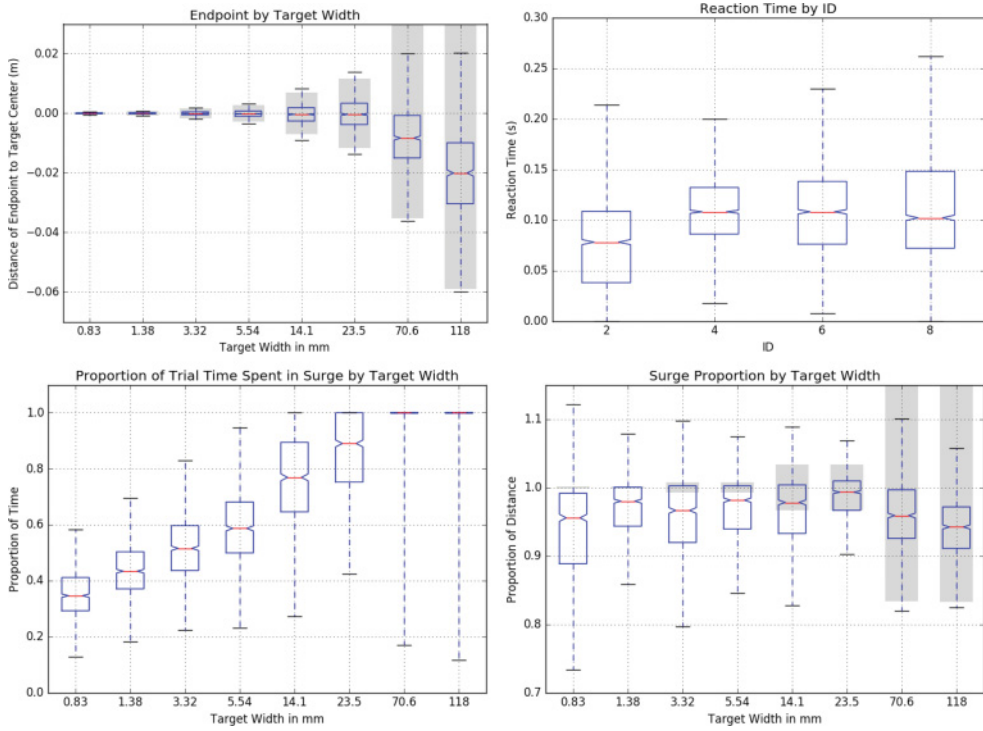 Endpoint by Target Width
Distance of Endpoint to Target Center (m)
0.02
0.00
−0.02
−0.04
−0.06
0.83 1.38 3.32 5.54 14.1 23.5 70.6 118
Target Width in mm
Reaction Time by ID
Reaction Time (s)
0.30
0.25
0.20
0.15
0.10
0.05
0.00
2 4 6 8
ID
Proportion of Trial Time Spent in Surge by Target Width
Proportion of Time
1.0
0.8
0.6
0.4
0.2
0.0
0.83 1.38 3.32 5.54 14.1 23.5 70.6 118
Target Width in mm
Surge Proportion by Target Width
Proportion of Distance
1.1
1.0
0.9
0.8
0.7
0.83 1.38 3.32 5.54 14.1 23.5 70.6 118
Target Width in mm